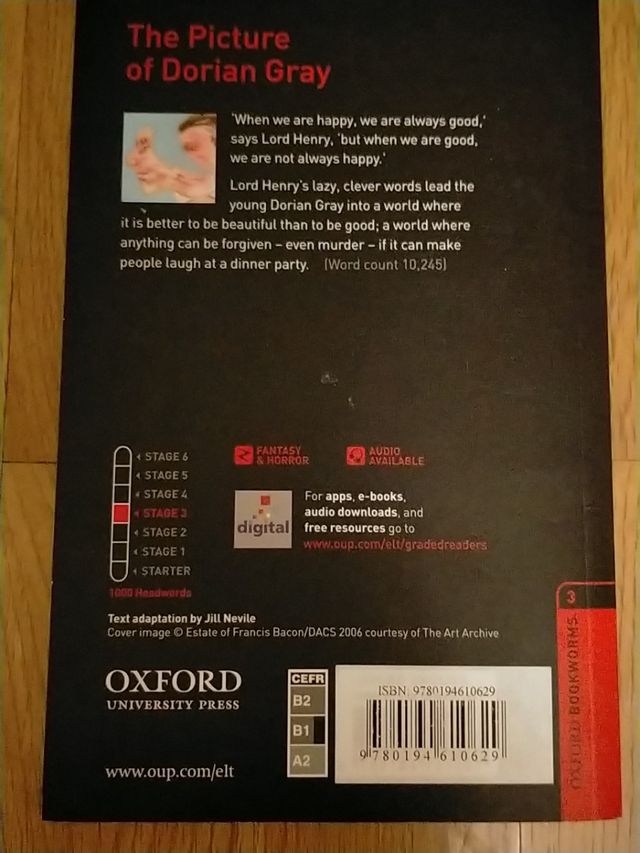 The Picture
of Dorian Gray
'When we are happy, we are always good,'
says Lord Henry, 'but when we are good,
we are not always happy.'
Lord Henry's lazy, clever words lead the
young Dorian Gray into a world where
it is better to be beautiful than to be good; a world where
anything can be forgiven – even murder – if it can make
people laugh at a dinner party. (Word count 10,245)
STAGE 6
STAGE 5
STAGE 4
STAGE 3
STAGE 2
STAGE 1
STARTER
1000 Headwords
FANTASY
& HORROR
AUDIO
AVAILABLE
digital
For apps, e-books,
audio downloads, and
free resources go to
www.oup.com/elt/gradedreaders
Text adaptation by Jill Nevile
Cover image © Estate of Francis Bacon/DACS 2006 courtesy of The Art Archive
OXFORD
UNIVERSITY PRESS
www.oup.com/elt
CEFR
B2
B1
A2
ISBN 9780194610629
9 780194 610629
3
OXFORD BOOKWORMS